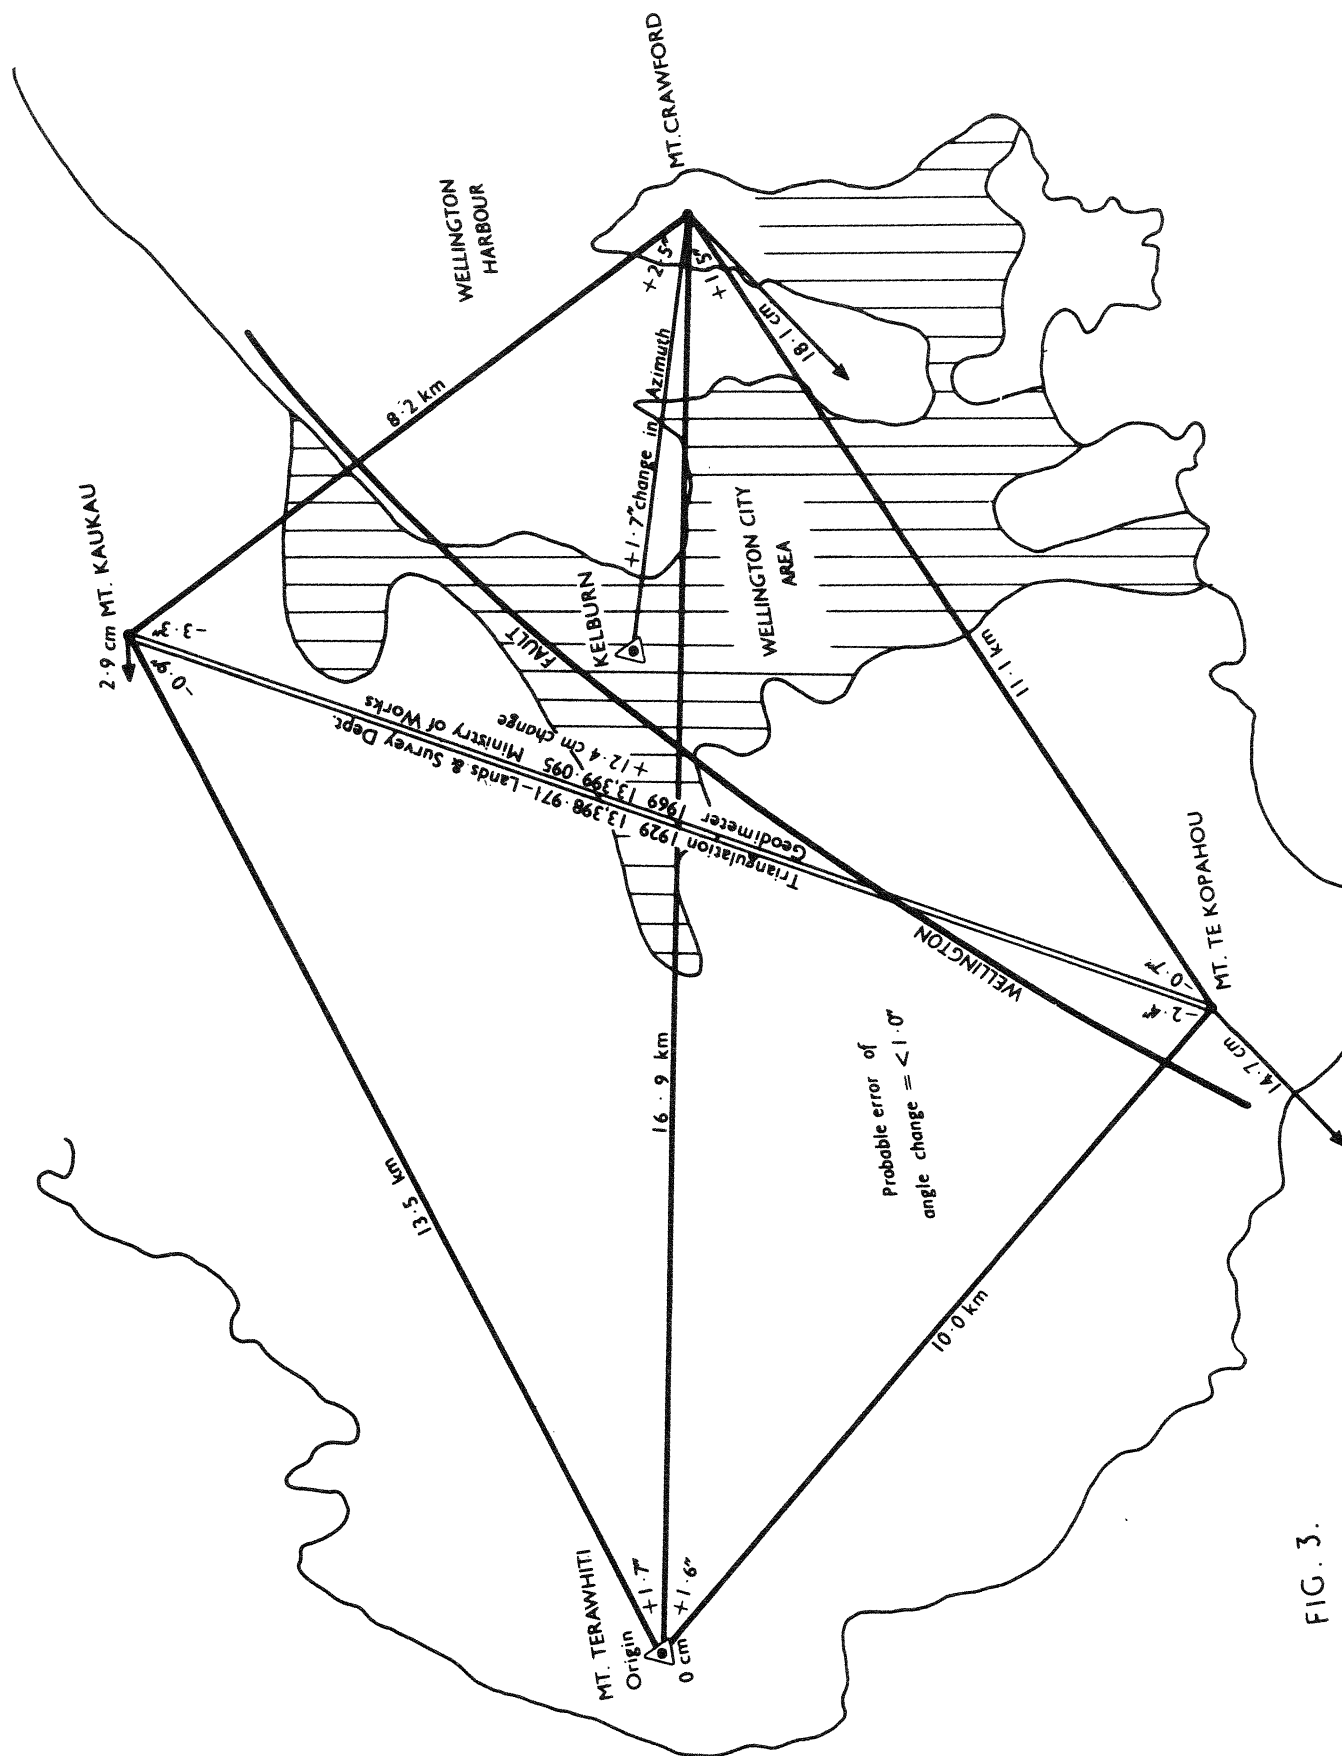 MT. CRAWFORD
WELLINGTON
HARBOUR
+2·5"
+1·5"
18·1 cm
8·2 km
+1·7" change in Azimuth
2·9 cm MT. KAUKAU
-3·3"
KELBURN
WELLINGTON CITY
AREA
FAULT
11·1 km
+12·4 cm change
Geodimeter 1969 13,399·095 Ministry of Works
Triangulation 1929 13,398·971-Lands & Survey Dept.
WELLINGTON
MT. TE KOPAHOU
-0·7"
14·7 cm
16·9 km
Probable error of
angle change = <1·0"
13·5 km
10·0 km
MT. TERAWHITI
Origin
+1·7"
+1·6"
0 cm
FIG. 3.